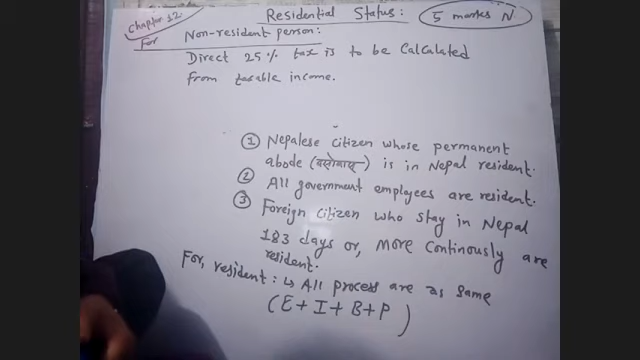 Chapter 12
Residential Status:
5 marks N
For Non-resident person:
Direct 25% tax is to be Calculated
from taxable income.
① Nepalese citizen whose permanent
abode (बसोबास) is in Nepal resident.
② All government employees are resident.
③ Foreign citizen who stay in Nepal
183 days or, more continously are
resident.
For, resident: ↳ All process are as same
(E+I+B+P)